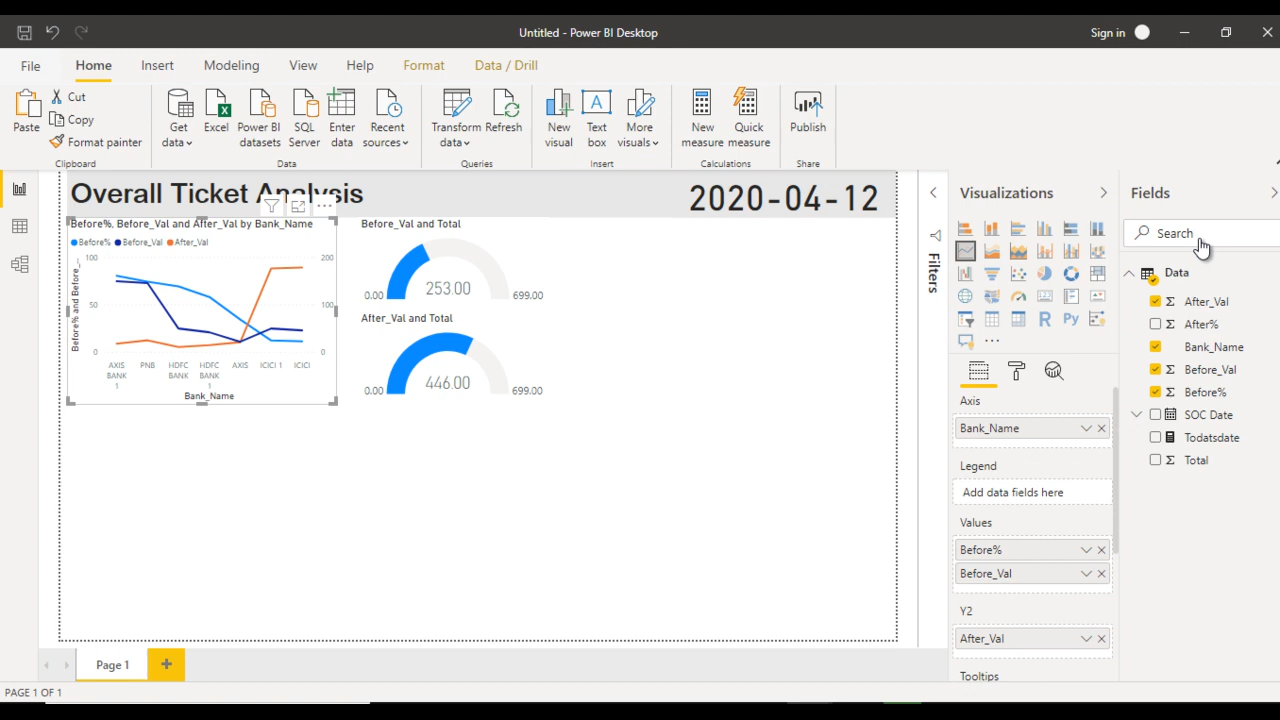 Untitled - Power BI Desktop
Sign in
File
Home
Insert
Modeling
View
Help
Format
Data / Drill
Paste
Cut
Copy
Format painter
Clipboard
Get data
Excel
Power BI datasets
SQL Server
Enter data
Recent sources
Data
Transform data
Refresh
Queries
New visual
Text box
More visuals
Insert
New measure
Quick measure
Calculations
Publish
Share
Overall Ticket Analysis
2020-04-12
Before%, Before_Val and After_Val by Bank_Name
Before% Before_Val After_Val
100
50
0
200
100
0
Before% and Before_...
AXIS BANK 1
PNB
HDFC BANK
HDFC BANK 1
AXIS
ICICI 1
ICICI
Bank_Name
Before_Val and Total
253.00
0.00
699.00
After_Val and Total
446.00
0.00
699.00
Filters
Visualizations
R
Py
Axis
Bank_Name
Legend
Add data fields here
Values
Before%
Before_Val
Y2
After_Val
Tooltips
Fields
Search
Data
After_Val
After%
Bank_Name
Before_Val
Before%
SOC Date
Todatsdate
Total
Page 1
PAGE 1 OF 1